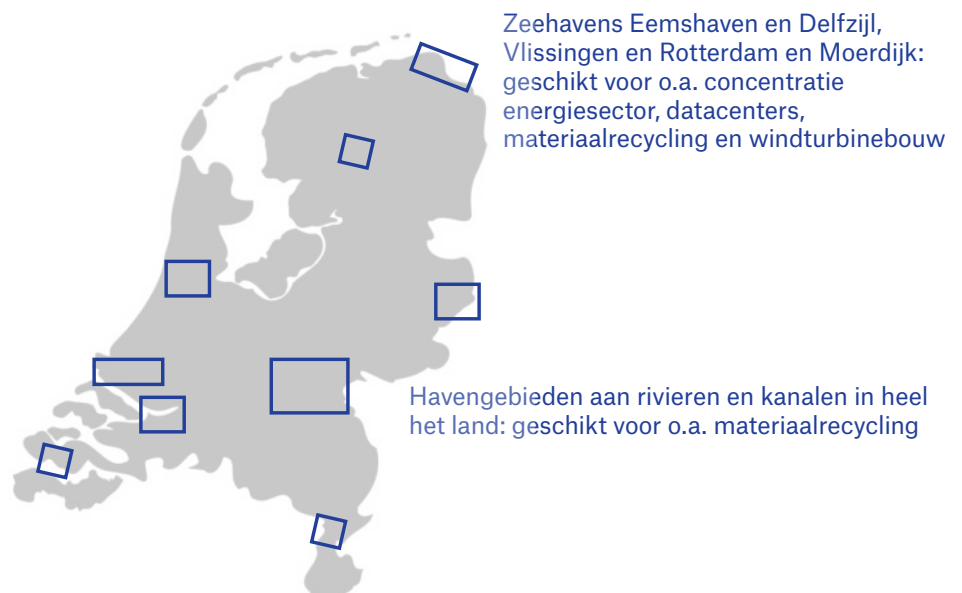 Zeehavens Eemshaven en Delfzijl,
Vlissingen en Rotterdam en Moerdijk:
geschikt voor o.a. concentratie
energiesector, datacenters,
materiaalrecycling en windturbinebouw
Havengebieden aan rivieren en kanalen in heel
het land: geschikt voor o.a. materiaalrecycling